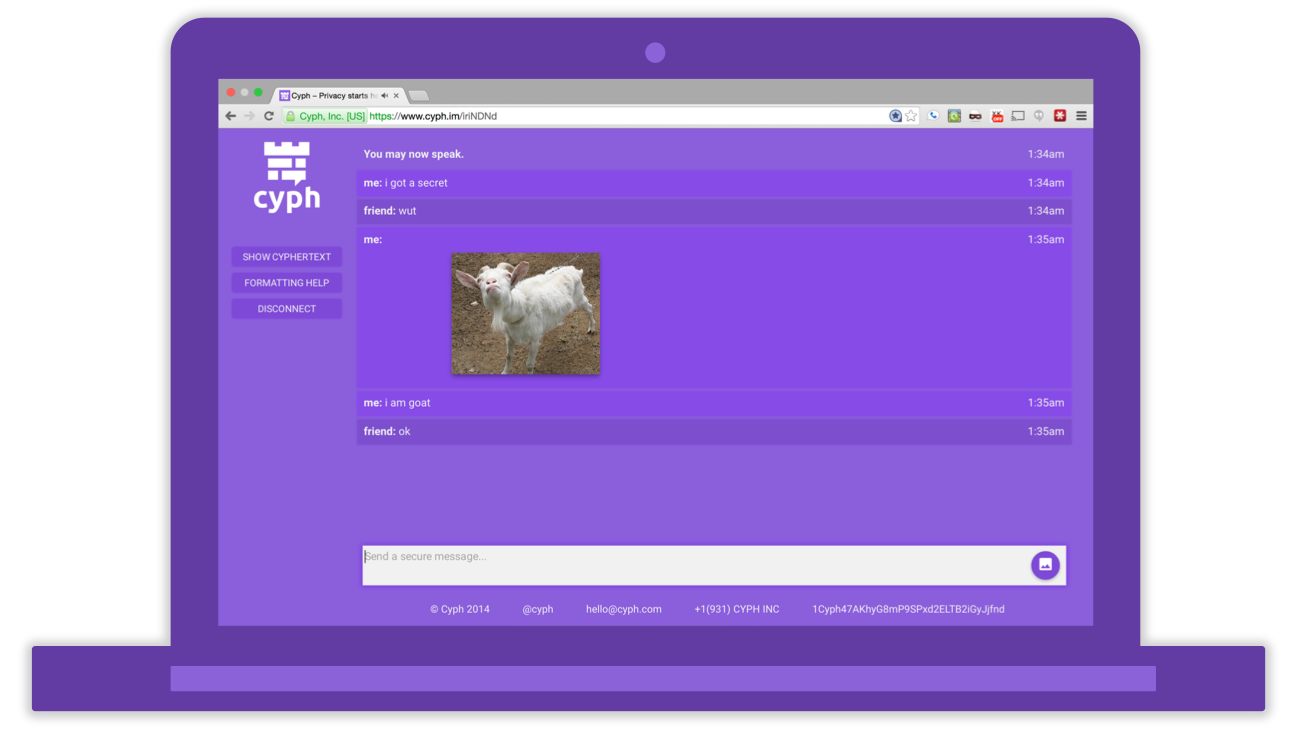 Cyph – Privacy starts h
Cyph, Inc. [US] https://www.cyph.im/iriNDNd
OFF
cyph
SHOW CYPHERTEXT
FORMATTING HELP
DISCONNECT
You may now speak. 1:34am
me: i got a secret 1:34am
friend: wut 1:34am
me: 1:35am
me: i am goat 1:35am
friend: ok 1:35am
Send a secure message...
© Cyph 2014 @cyph hello@cyph.com +1(931) CYPH INC 1Cyph47AKhyG8mP9SPxd2ELTB2iGyJjfnd